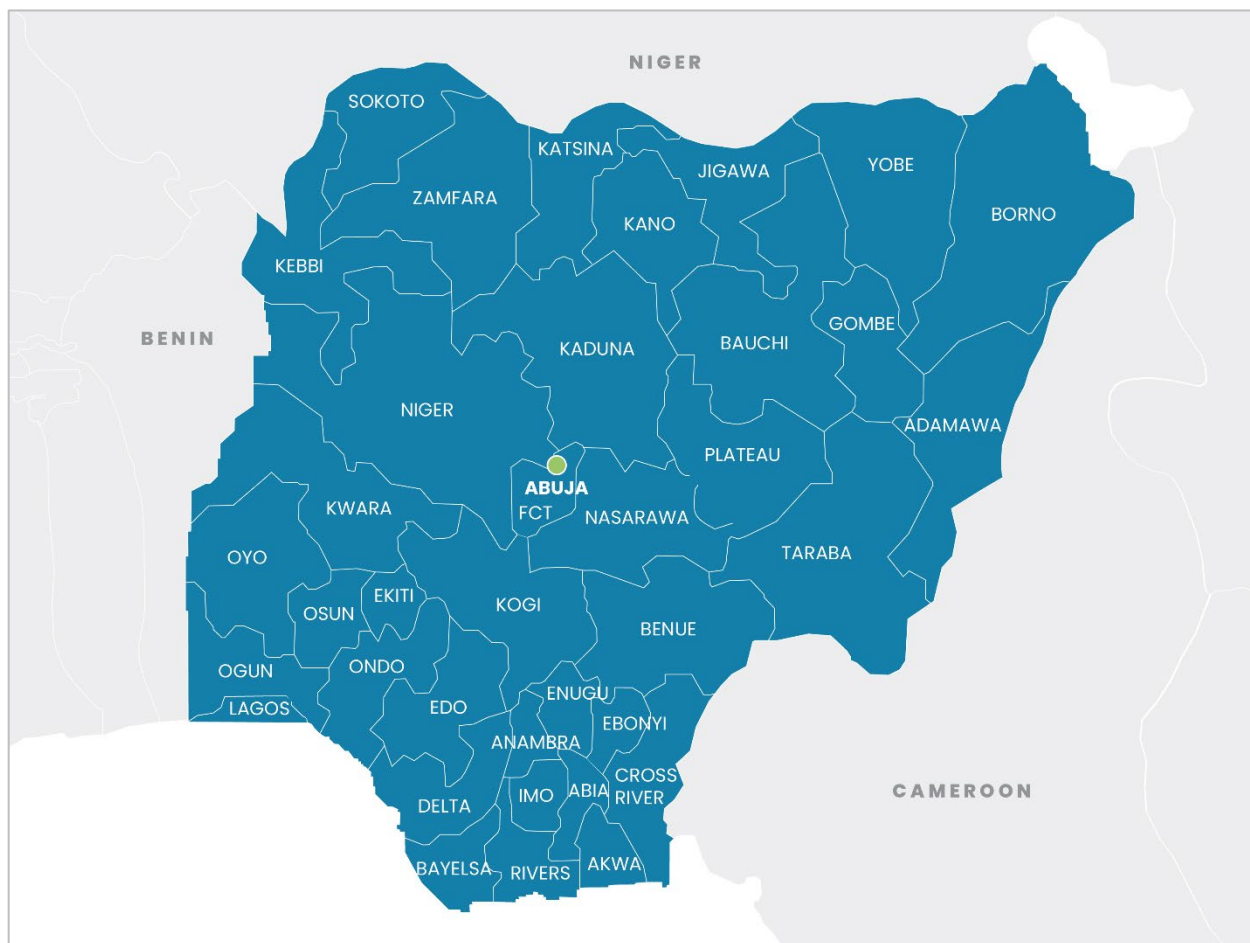 NIGER
SOKOTO
KATSINA
JIGAWA
YOBE
ZAMFARA
KANO
BORNO
KEBBI
GOMBE
BENIN
BAUCHI
KADUNA
NIGER
ADAMAWA
PLATEAU
ABUJA
FCT
NASARAWA
KWARA
TARABA
OYO
EKITI
KOGI
OSUN
BENUE
ONDO
OGUN
ENUGU
LAGOS
EDO
EBONYI
ANAMBRA
CROSS
RIVER
ABIA
IMO
CAMEROON
DELTA
BAYELSA
RIVERS
AKWA